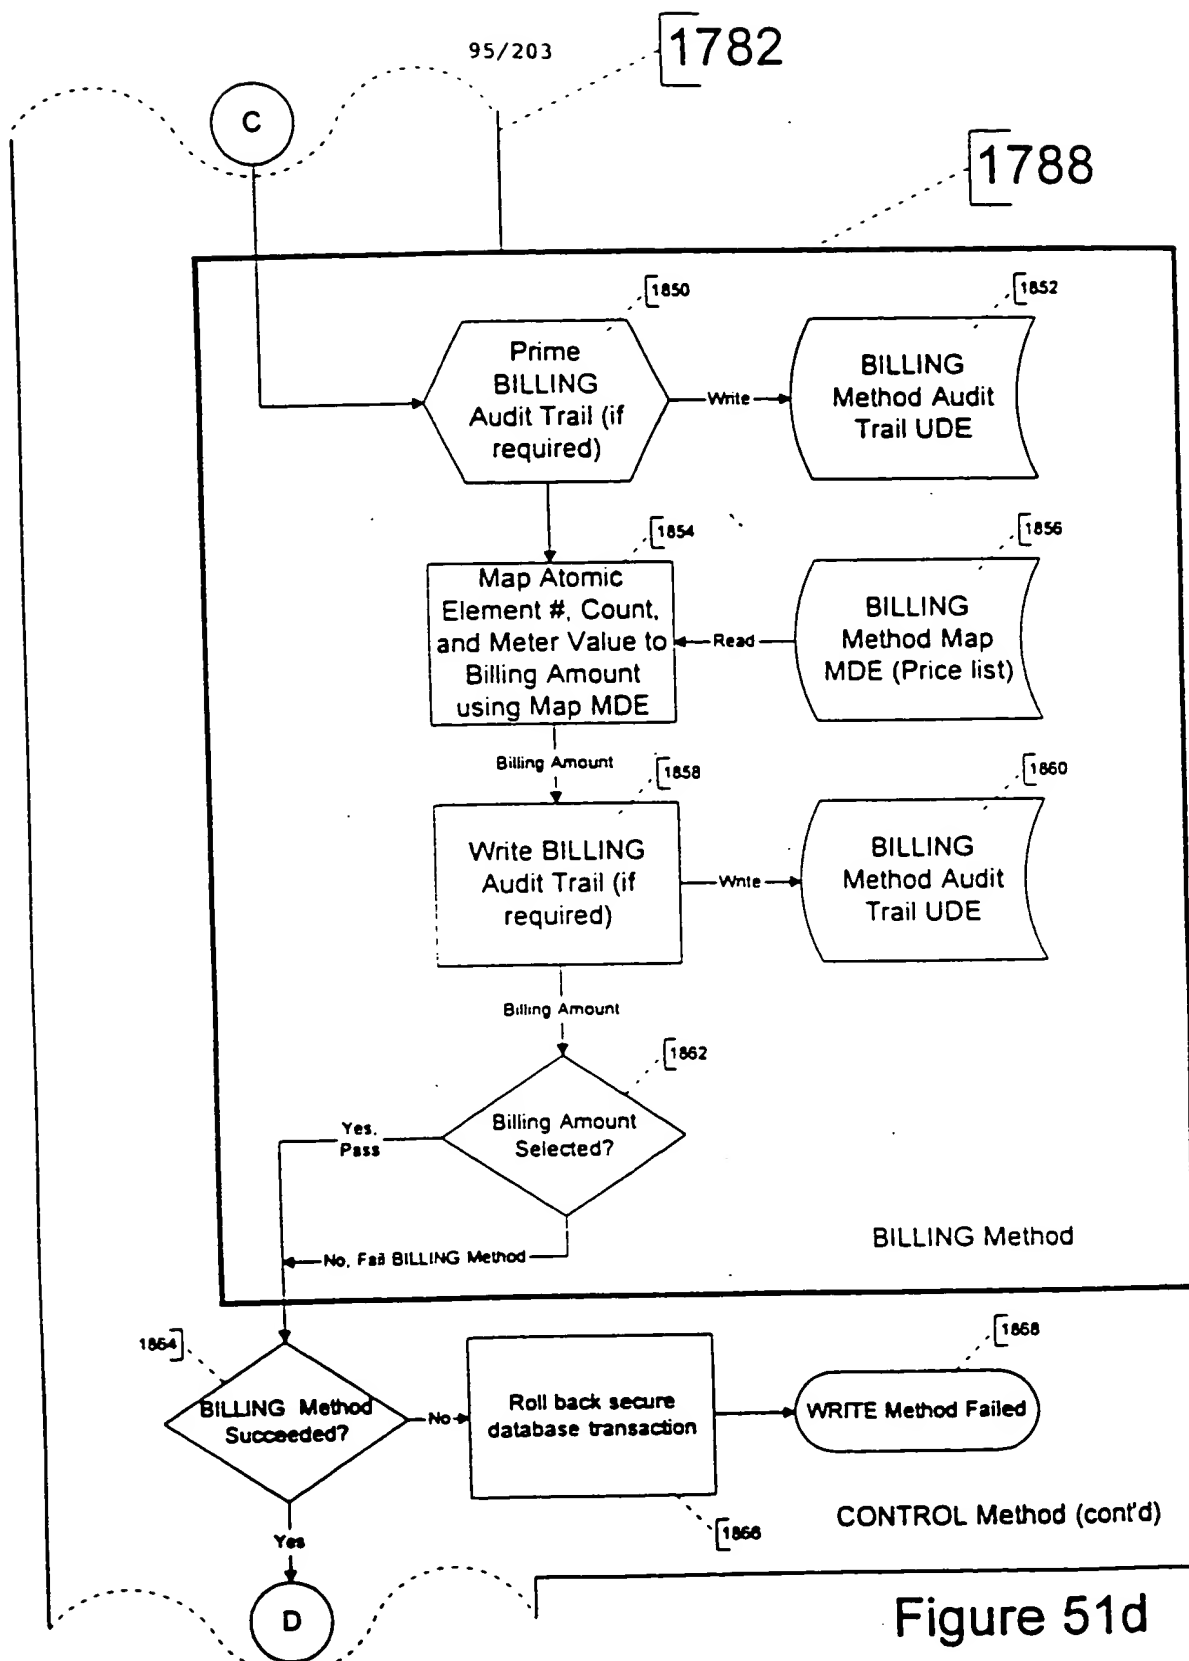 95/203
1782
C
1788
1850
1852
Prime
BILLING
Audit Trail (if
required)
Write
BILLING
Method Audit
Trail UDE
1854
1856
Map Atomic
Element #, Count,
and Meter Value to
Billing Amount
using Map MDE
Read
BILLING
Method Map
MDE (Price list)
Billing Amount
1858
1860
Write BILLING
Audit Trail (if
required)
Write
BILLING
Method Audit
Trail UDE
Billing Amount
1862
Billing Amount
Selected?
Yes,
Pass
No, Fail BILLING Method
BILLING Method
1864
1868
BILLING Method
Succeeded?
No
Roll back secure
database transaction
WRITE Method Failed
1866
CONTROL Method (cont'd)
Yes
D
Figure 51d